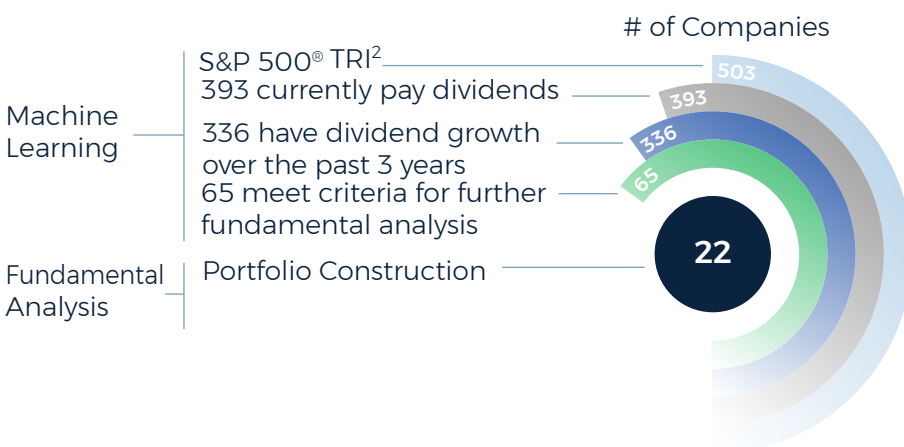 # of Companies
S&P 500® TRI²
503
393 currently pay dividends
393
Machine
Learning
336 have dividend growth
over the past 3 years
336
65 meet criteria for further
fundamental analysis
65
22
Fundamental
Analysis
Portfolio Construction